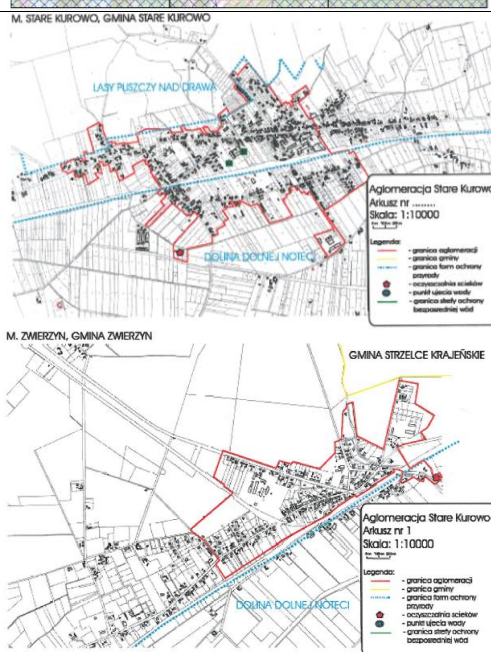 M. STARE KUROWO, GMINA STARE KUROWO
LASY PUSZCZY NAD DRAWĄ
DOLINA DOLNEJ NOTECI
Aglomeracja Stare Kurowo
Arkusz nr ........
Skala: 1:10000
Legenda:
- granica aglomeracji
- granica gminy
- granica form ochrony
przyrody
- oczyszczalnia ścieków
- punkt ujęcia wody
- granica strefy ochrony
bezpośredniej wód
M. ZWIERZYN, GMINA ZWIERZYN
GMINA STRZELCE KRAJEŃSKIE
DOLINA DOLNEJ NOTECI
Aglomeracja Stare Kurowo
Arkusz nr 1
Skala: 1:10000
Legenda:
- granica aglomeracji
- granica gminy
- granica form ochrony
przyrody
- oczyszczalnia ścieków
- punkt ujęcia wody
- granica strefy ochrony
bezpośredniej wód